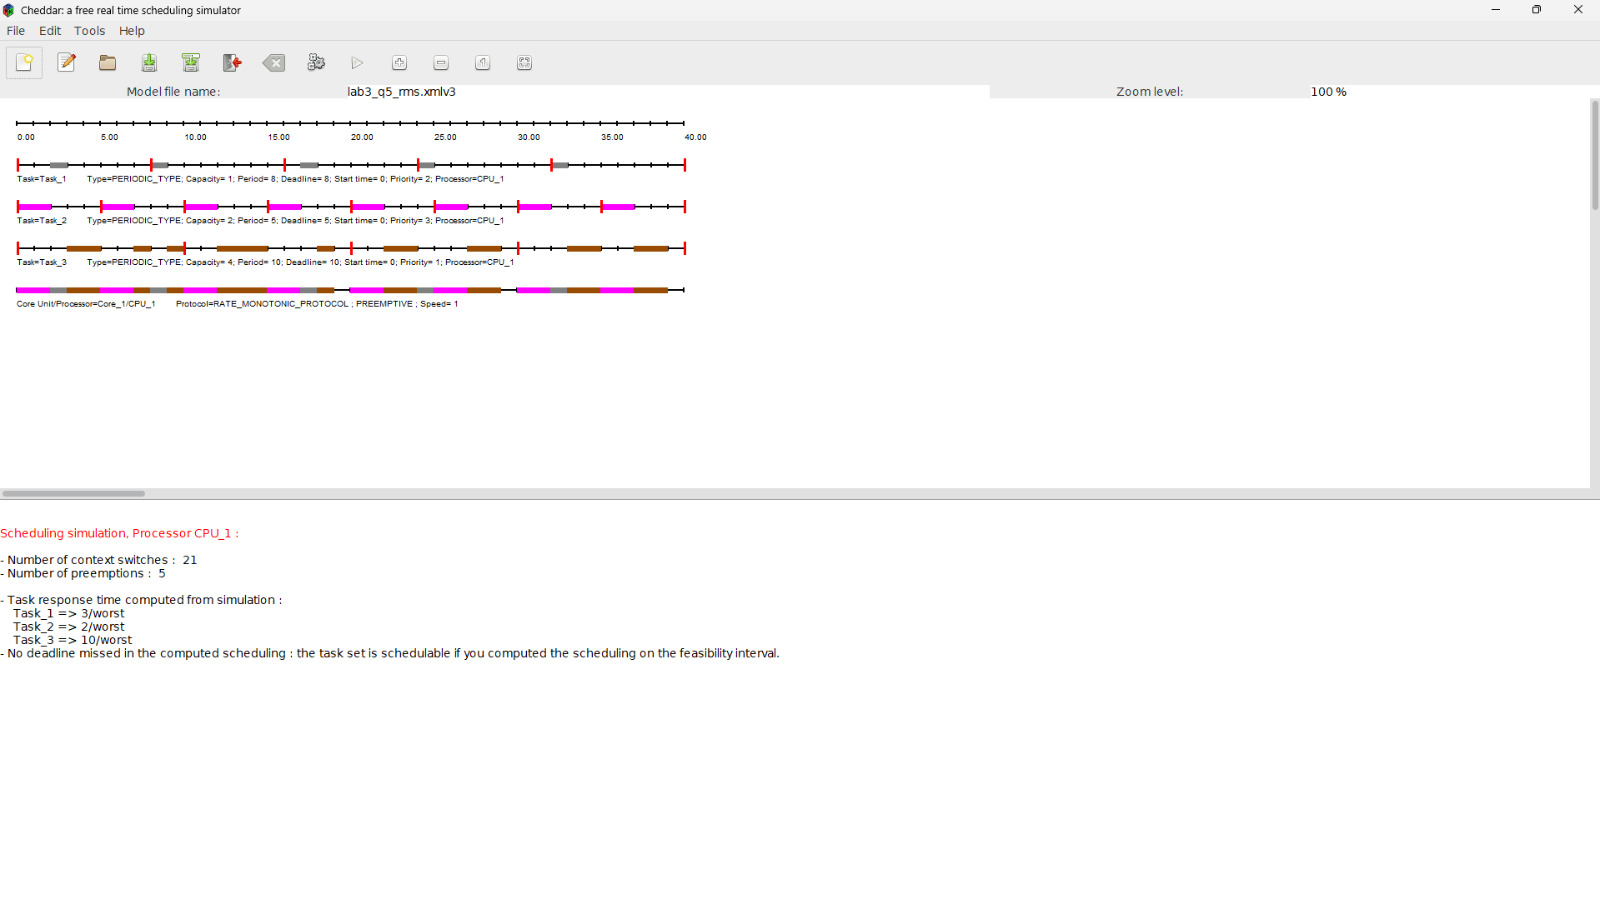 Cheddar: a free real time scheduling simulator
File Edit Tools Help
Model file name: lab3_q5_rms.xmlv3 Zoom level: 100 %
0.00 5.00 10.00 15.00 20.00 25.00 30.00 35.00 40.00
Task=Task_1 Type=PERIODIC_TYPE; Capacity= 1; Period= 8; Deadline= 8; Start time= 0; Priority= 2; Processor=CPU_1
Task=Task_2 Type=PERIODIC_TYPE; Capacity= 2; Period= 5; Deadline= 5; Start time= 0; Priority= 3; Processor=CPU_1
Task=Task_3 Type=PERIODIC_TYPE; Capacity= 4; Period= 10; Deadline= 10; Start time= 0; Priority= 1; Processor=CPU_1
Core Unit/Processor=Core_1/CPU_1 Protocol=RATE_MONOTONIC_PROTOCOL ; PREEMPTIVE ; Speed= 1
Scheduling simulation, Processor CPU_1 :
- Number of context switches : 21
- Number of preemptions : 5
- Task response time computed from simulation :
Task_1 => 3/worst
Task_2 => 2/worst
Task_3 => 10/worst
- No deadline missed in the computed scheduling : the task set is schedulable if you computed the scheduling on the feasibility interval.